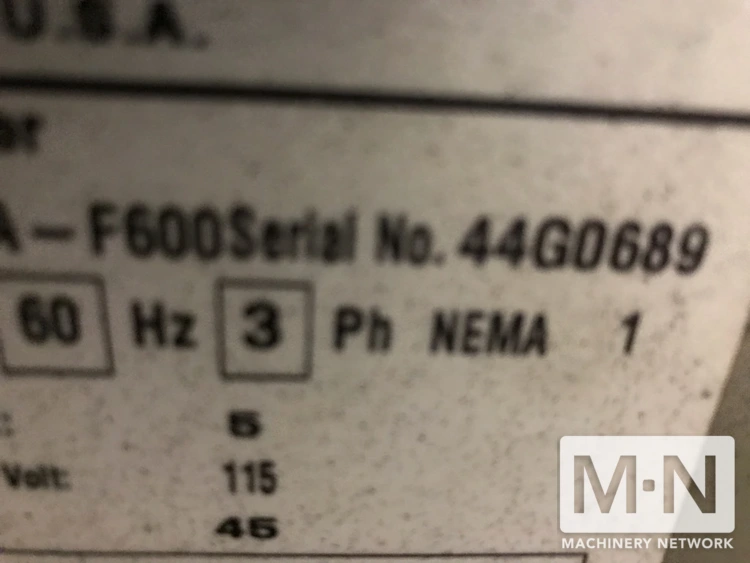 U.S.A.
A-F600Serial No. 44G0689
60 Hz 3 Ph NEMA 1
: 5
Volt: 115
45
M·N
MACHINERY NETWORK